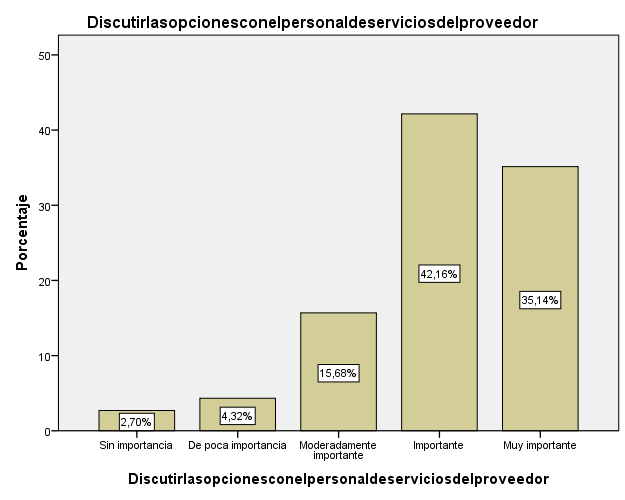 Discutirlasopcionesconelpersonaldeserviciosdelproveedor
50
40
30
20
10
0
Porcentaje
2,70%
4,32%
15,68%
42,16%
35,14%
Sin importancia
De poca importancia
Moderadamente
importante
Importante
Muy importante
Discutirlasopcionesconelpersonaldeserviciosdelproveedor